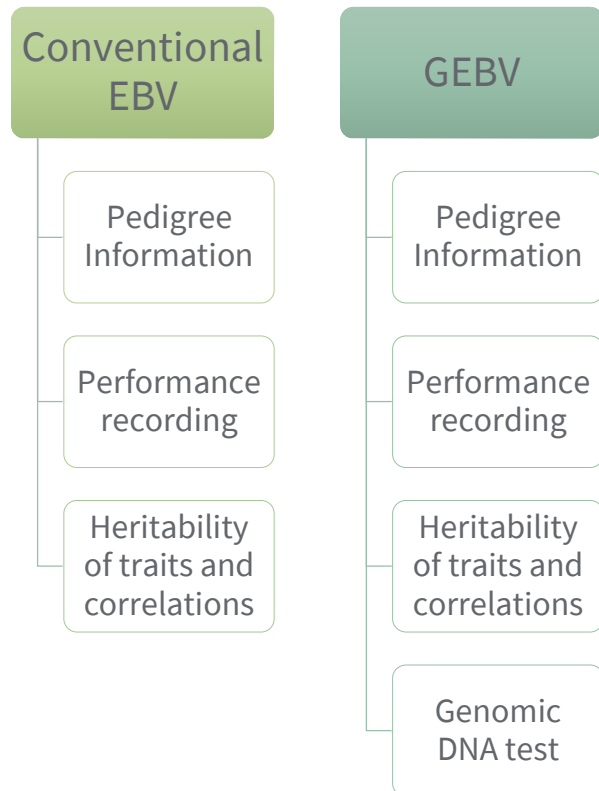 Conventional
EBV
Pedigree
Information
Performance
recording
Heritability
of traits and
correlations
GEBV
Pedigree
Information
Performance
recording
Heritability
of traits and
correlations
Genomic
DNA test